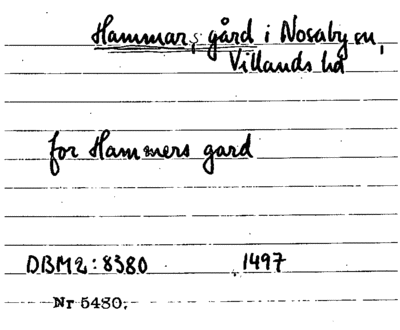 Hammar, gård i Nosaby sn,
Villands hd
for Hammers gard
DBM2:8380 1497
Nr 5480.